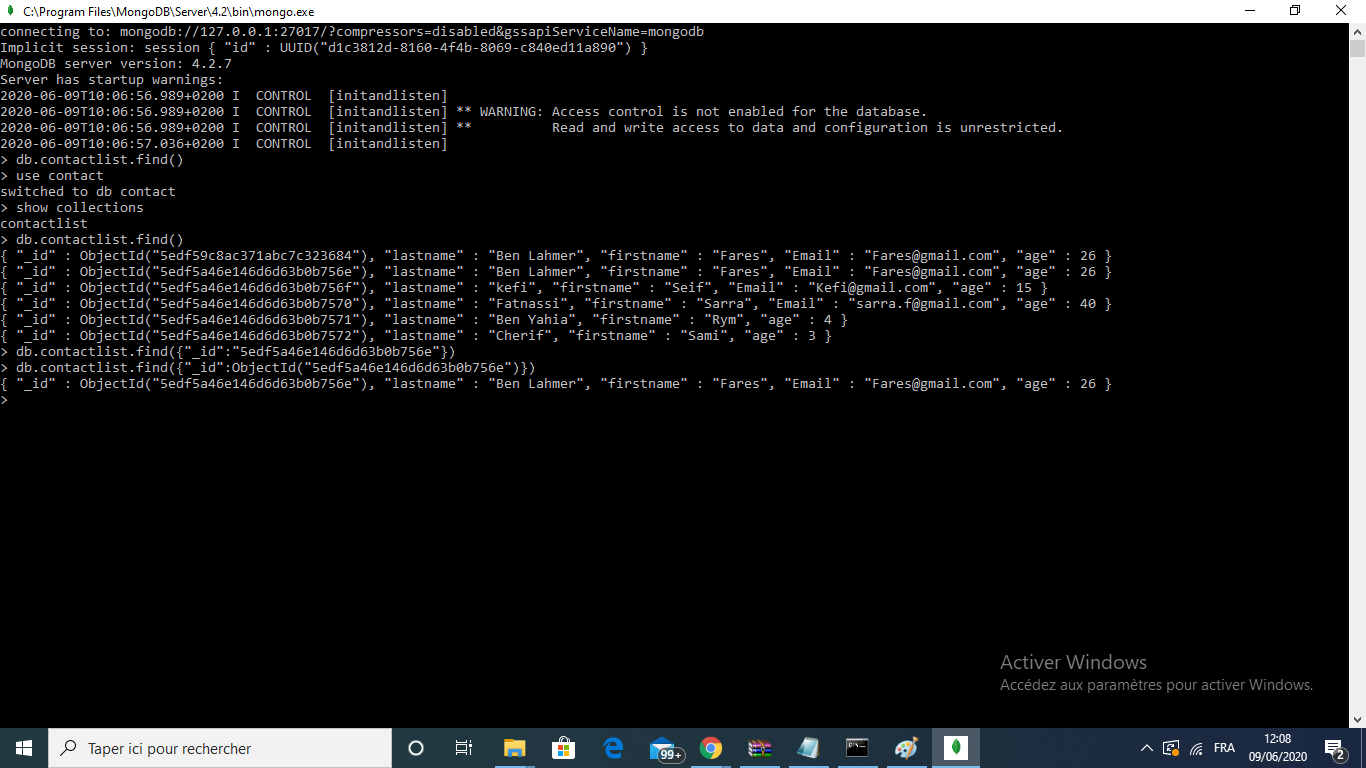 C:\Program Files\MongoDB\Server\4.2\bin\mongo.exe
connecting to: mongodb://127.0.0.1:27017/?compressors=disabled&gssapiServiceName=mongodb
Implicit session: session { "id" : UUID("d1c3812d-8160-4f4b-8069-c840ed11a890") }
MongoDB server version: 4.2.7
Server has startup warnings:
2020-06-09T10:06:56.989+0200 I  CONTROL  [initandlisten]
2020-06-09T10:06:56.989+0200 I  CONTROL  [initandlisten] ** WARNING: Access control is not enabled for the database.
2020-06-09T10:06:56.989+0200 I  CONTROL  [initandlisten] **          Read and write access to data and configuration is unrestricted.
2020-06-09T10:06:57.036+0200 I  CONTROL  [initandlisten]
> db.contactlist.find()
> use contact
switched to db contact
> show collections
contactlist
> db.contactlist.find()
{ "_id" : ObjectId("5edf59c8ac371abc7c323684"), "lastname" : "Ben Lahmer", "firstname" : "Fares", "Email" : "Fares@gmail.com", "age" : 26 }
{ "_id" : ObjectId("5edf5a46e146d6d63b0b756e"), "lastname" : "Ben Lahmer", "firstname" : "Fares", "Email" : "Fares@gmail.com", "age" : 26 }
{ "_id" : ObjectId("5edf5a46e146d6d63b0b756f"), "lastname" : "kefi", "firstname" : "Seif", "Email" : "Kefi@gmail.com", "age" : 15 }
{ "_id" : ObjectId("5edf5a46e146d6d63b0b7570"), "lastname" : "Fatnassi", "firstname" : "Sarra", "Email" : "sarra.f@gmail.com", "age" : 40 }
{ "_id" : ObjectId("5edf5a46e146d6d63b0b7571"), "lastname" : "Ben Yahia", "firstname" : "Rym", "age" : 4 }
{ "_id" : ObjectId("5edf5a46e146d6d63b0b7572"), "lastname" : "Cherif", "firstname" : "Sami", "age" : 3 }
> db.contactlist.find({"_id":"5edf5a46e146d6d63b0b756e"})
> db.contactlist.find({"_id":ObjectId("5edf5a46e146d6d63b0b756e")})
{ "_id" : ObjectId("5edf5a46e146d6d63b0b756e"), "lastname" : "Ben Lahmer", "firstname" : "Fares", "Email" : "Fares@gmail.com", "age" : 26 }
>
Activer Windows
Accédez aux paramètres pour activer Windows.
Taper ici pour rechercher
99+
FRA
12:08
09/06/2020
2